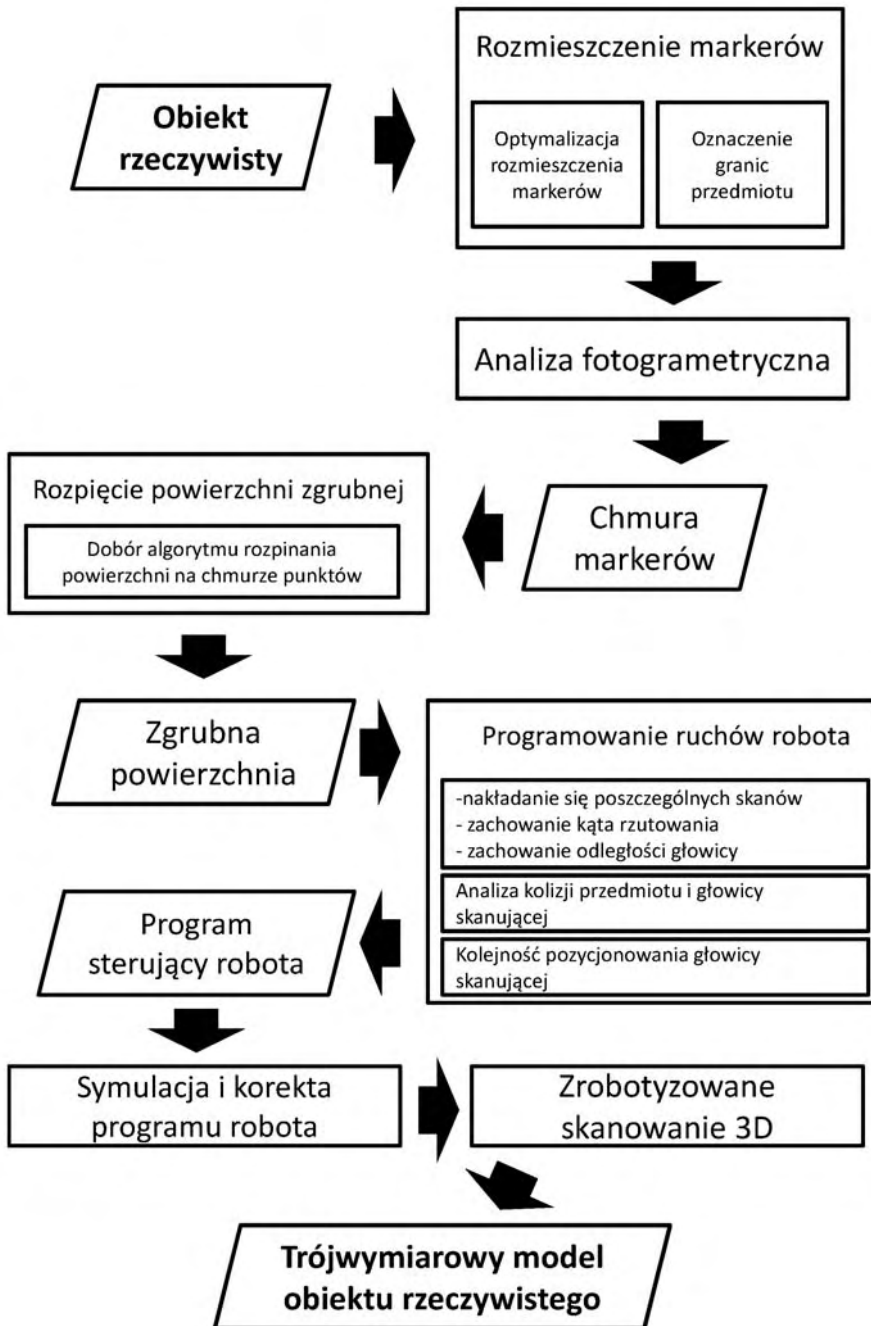 Obiekt
rzeczywisty
Rozmieszczenie markerów
Optymalizacja
rozmieszczenia
markerów
Oznaczenie
granic
przedmiotu
Analiza fotogrametryczna
Chmura
markerów
Rozpięcie powierzchni zgrubnej
Dobór algorytmu rozpinania
powierzchni na chmurze punktów
Zgrubna
powierzchnia
Programowanie ruchów robota
-nakładanie się poszczególnych skanów
- zachowanie kąta rzutowania
- zachowanie odległości głowicy
Analiza kolizji przedmiotu i głowicy
skanującej
Kolejność pozycjonowania głowicy
skanującej
Program
sterujący robota
Symulacja i korekta
programu robota
Zrobotyzowane
skanowanie 3D
Trójwymiarowy model
obiektu rzeczywistego